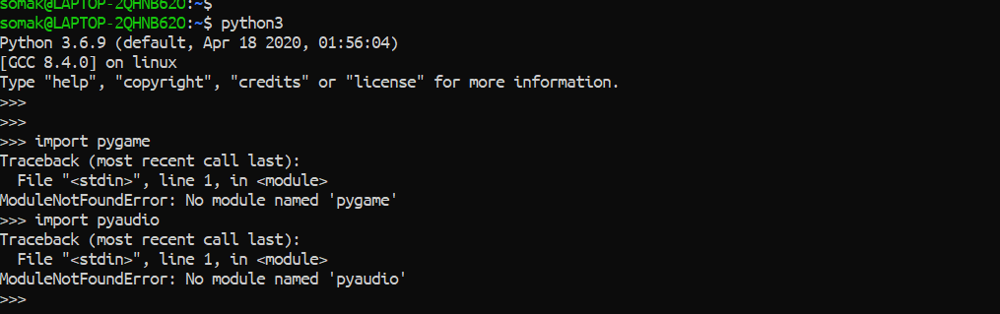 somak@LAPTOP-2QHNB62O:~$
somak@LAPTOP-2QHNB62O:~$ python3
Python 3.6.9 (default, Apr 18 2020, 01:56:04)
[GCC 8.4.0] on linux
Type "help", "copyright", "credits" or "license" for more information.
>>>
>>>
>>> import pygame
Traceback (most recent call last):
  File "<stdin>", line 1, in <module>
ModuleNotFoundError: No module named 'pygame'
>>> import pyaudio
Traceback (most recent call last):
  File "<stdin>", line 1, in <module>
ModuleNotFoundError: No module named 'pyaudio'
>>>